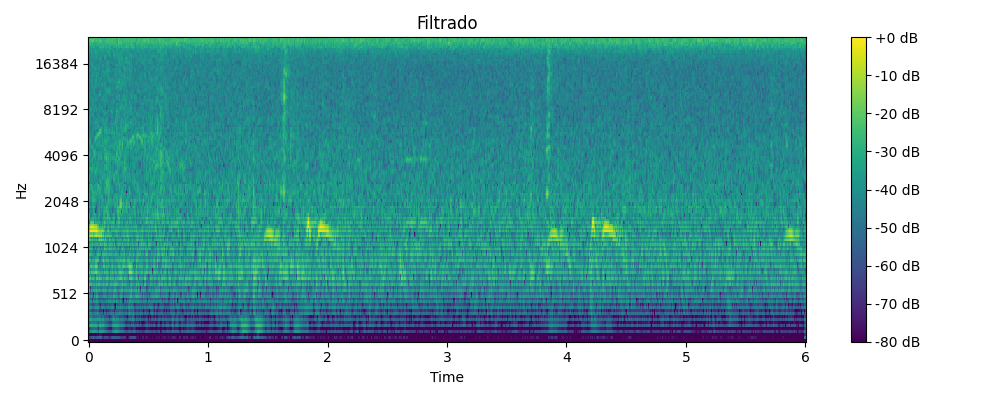 Filtrado
Hz
16384
8192
4096
2048
1024
512
0
0 1 2 3 4 5 6
Time
+0 dB
-10 dB
-20 dB
-30 dB
-40 dB
-50 dB
-60 dB
-70 dB
-80 dB